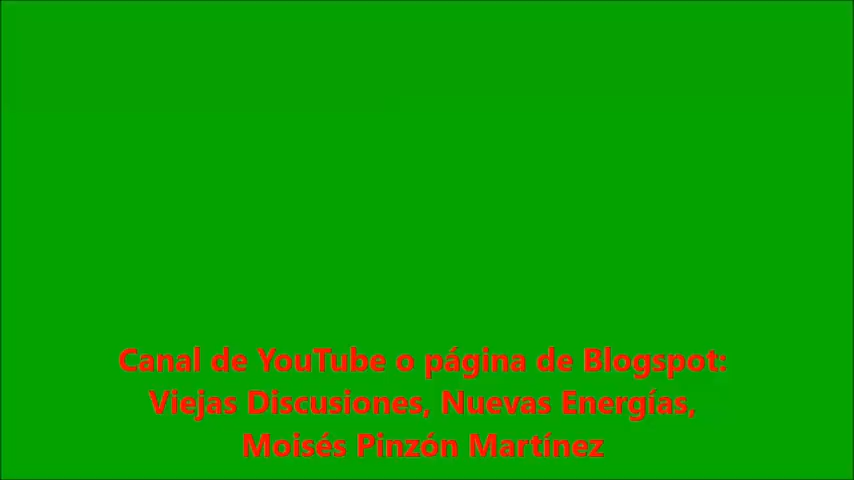 Canal de YouTube o página de Blogspot:
Viejas Discusiones, Nuevas Energías,
Moisés Pinzón Martínez